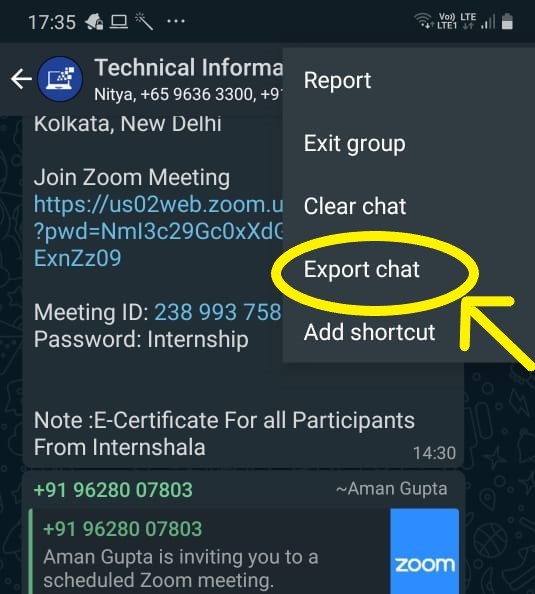 17:35
Vo) LTE
LTE1
Technical Informa
Nitya, +65 9636 3300, +91
Kolkata, New Delhi
Join Zoom Meeting
https://us02web.zoom.u
?pwd=NmI3c29Gc0xXdG
ExnZz09
Meeting ID: 238 993 758
Password: Internship
Note :E-Certificate For all Participants
From Internshala
14:30
Report
Exit group
Clear chat
Export chat
Add shortcut
+91 96280 07803
~Aman Gupta
+91 96280 07803
Aman Gupta is inviting you to a
scheduled Zoom meeting.
zoom